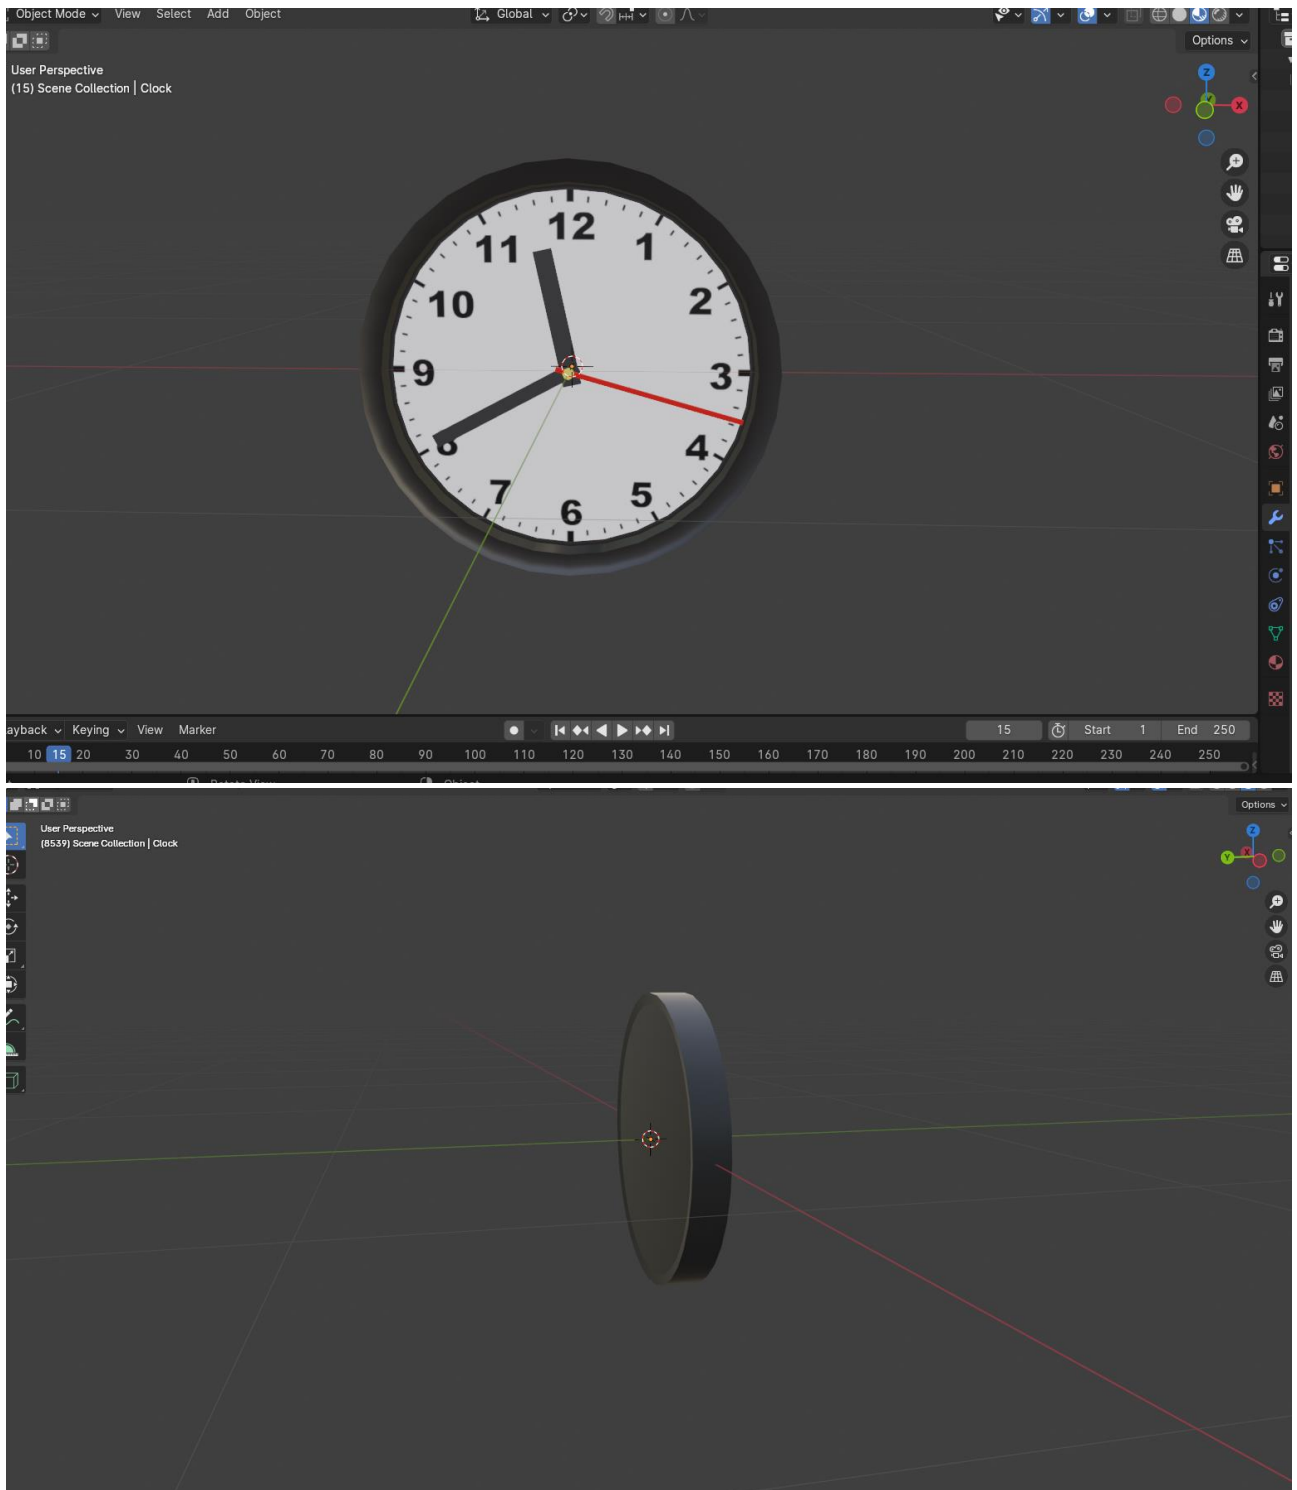 Object Mode View Select Add Object Global
Options
User Perspective
(15) Scene Collection | Clock
Z
X
12
11
1
10
2
9
3
8
4
7
5
6
ayback Keying View Marker 15 Start 1 End 250
10 15 20 30 40 50 60 70 80 90 100 110 120 130 140 150 160 170 180 190 200 210 220 230 240 250
Rotate View Object
Options
User Perspective
(8539) Scene Collection | Clock
Z
Y X